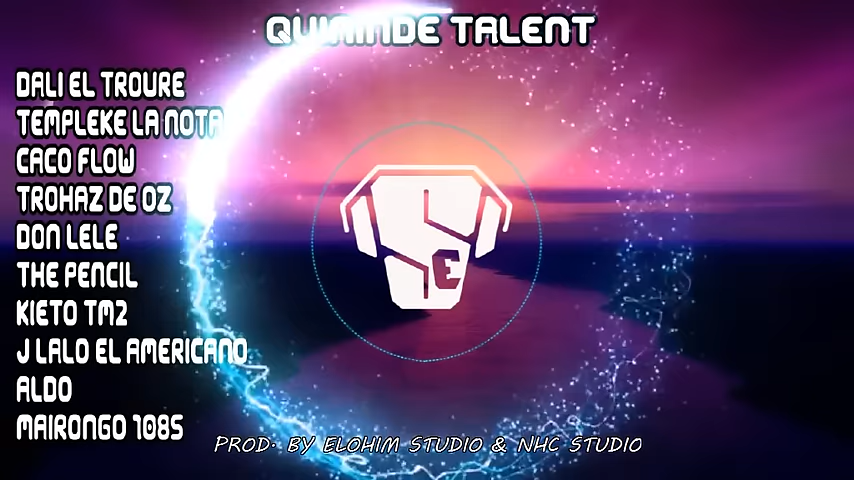 QUININDE TALENT
DALI EL TROURE
TEMPLEKE LA NOTA
CACO FLOW
TROHAZ DE OZ
DON LELE
THE PENCIL
KIETO TM2
J LALO EL AMERICANO
ALDO
MAIRONGO 1085
S
E
PROD. BY ELOHIM STUDIO & NHC STUDIO